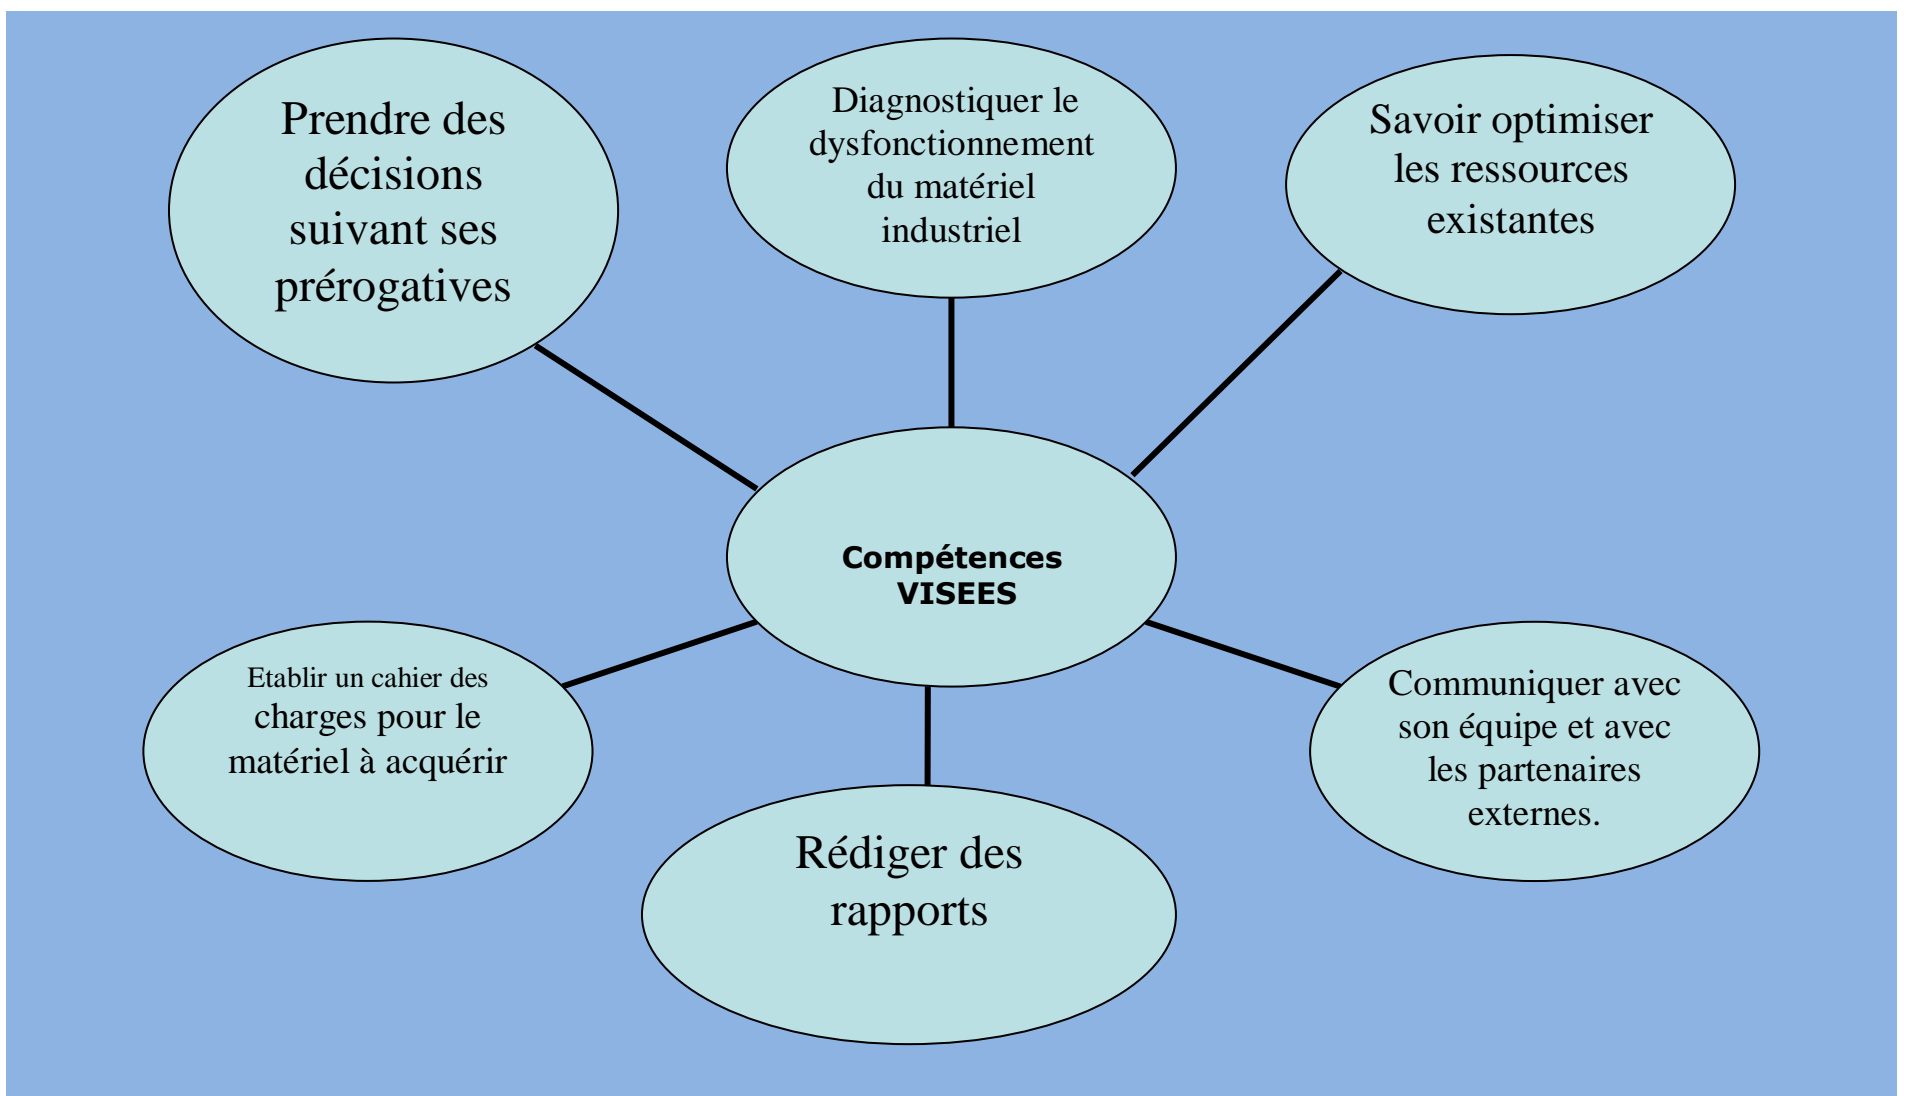 Prendre des
décisions
suivant ses
prérogatives
Diagnostiquer le
dysfonctionnement
du matériel
industriel
Savoir optimiser
les ressources
existantes
Compétences
VISEES
Etablir un cahier des
charges pour le
matériel à acquérir
Rédiger des
rapports
Communiquer avec
son équipe et avec
les partenaires
externes.